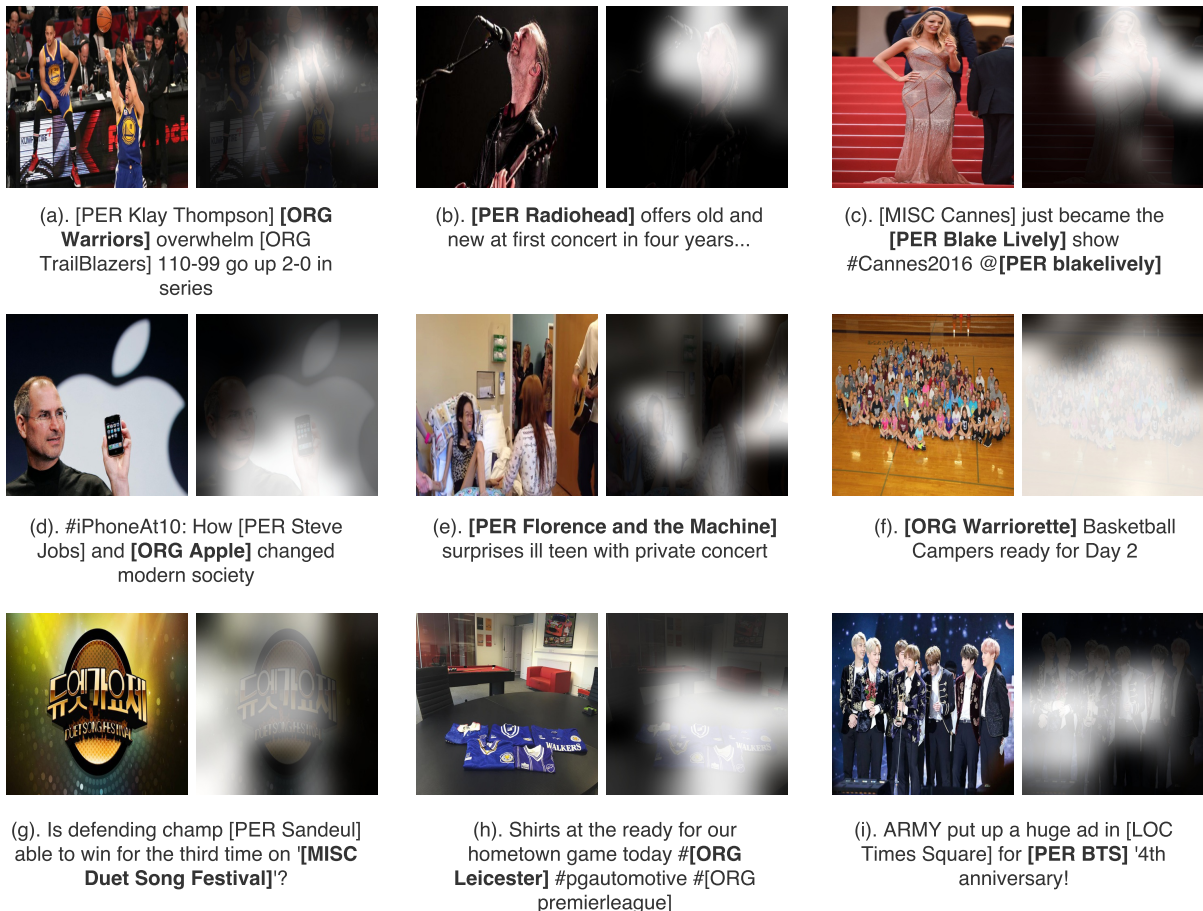 (a). [PER Klay Thompson] [ORG
Warriors] overwhelm [ORG
TrailBlazers] 110-99 go up 2-0 in
series
(b). [PER Radiohead] offers old and
new at first concert in four years...
(c). [MISC Cannes] just became the
[PER Blake Lively] show
#Cannes2016 @[PER blakelively]
(d). #iPhoneAt10: How [PER Steve
Jobs] and [ORG Apple] changed
modern society
(e). [PER Florence and the Machine]
surprises ill teen with private concert
(f). [ORG Warriorette] Basketball
Campers ready for Day 2
듀엣가요제
DUET SONG FESTIVAL
WALKERS
(g). Is defending champ [PER Sandeul]
able to win for the third time on '[MISC
Duet Song Festival]'?
(h). Shirts at the ready for our
hometown game today #[ORG
Leicester] #pgautomotive #[ORG
premierleague]
(i). ARMY put up a huge ad in [LOC
Times Square] for [PER BTS] '4th
anniversary!